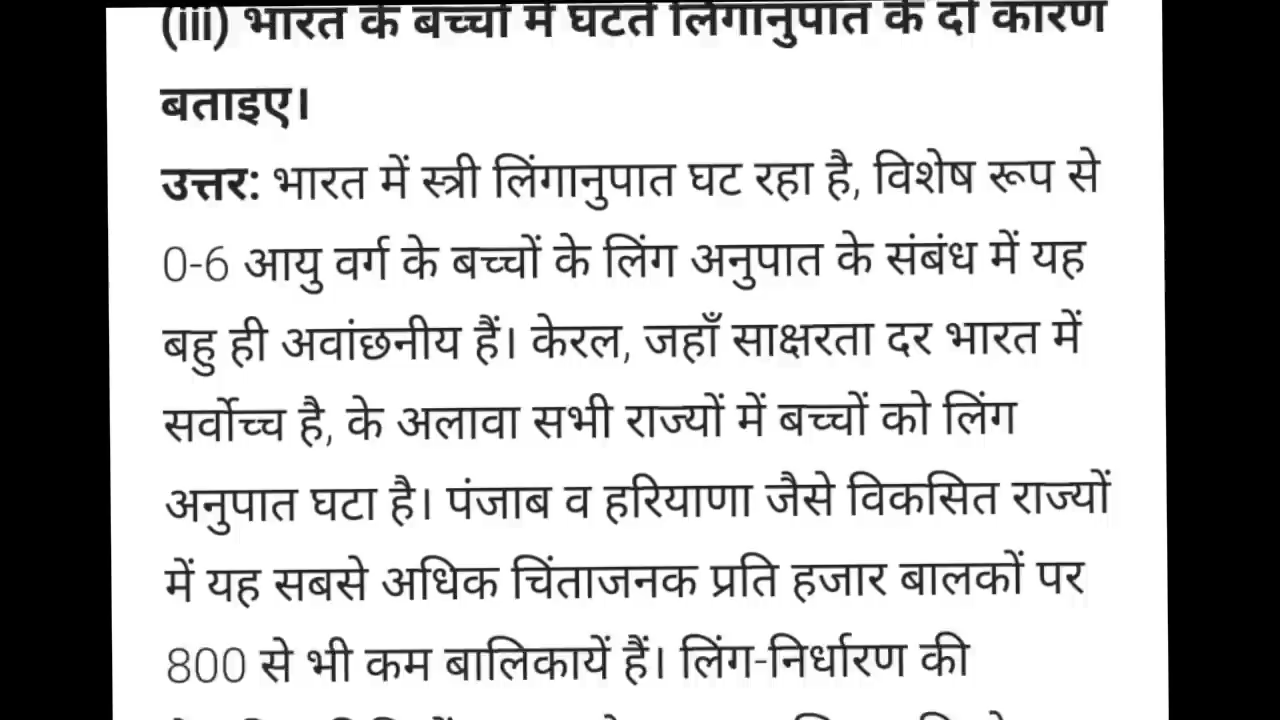 (iii) भारत के बच्चों में घटते लिंगानुपात के दो कारण
बताइए।
उत्तर: भारत में स्त्री लिंगानुपात घट रहा है, विशेष रूप से
0-6 आयु वर्ग के बच्चों के लिंग अनुपात के संबंध में यह
बहु ही अवांछनीय हैं। केरल, जहाँ साक्षरता दर भारत में
सर्वोच्च है, के अलावा सभी राज्यों में बच्चों को लिंग
अनुपात घटा है। पंजाब व हरियाणा जैसे विकसित राज्यों
में यह सबसे अधिक चिंताजनक प्रति हजार बालकों पर
800 से भी कम बालिकायें हैं। लिंग-निर्धारण की